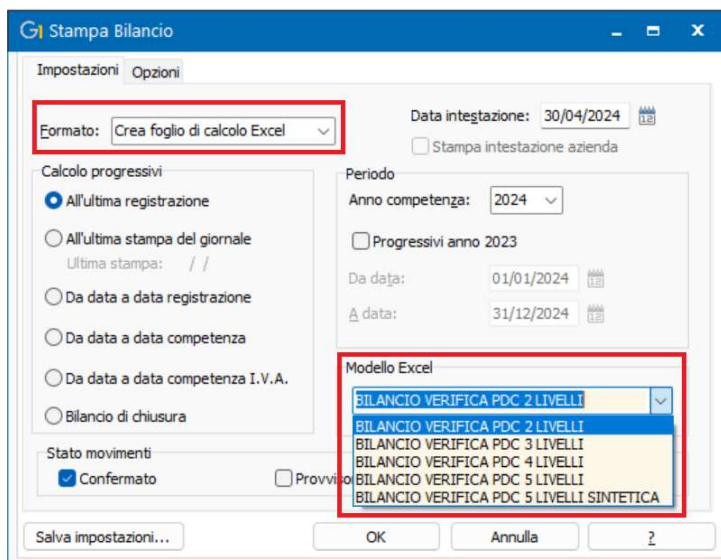 G1 Stampa Bilancio
Impostazioni Opzioni
Formato: Crea foglio di calcolo Excel
Data intestazione: 30/04/2024
Stampa intestazione azienda
Calcolo progressivi
All'ultima registrazione
All'ultima stampa del giornale
Ultima stampa: / /
Da data a data registrazione
Da data a data competenza
Da data a data competenza I.V.A.
Bilancio di chiusura
Periodo
Anno competenza: 2024
Progressivi anno 2023
Da data: 01/01/2024
A data: 31/12/2024
Modello Excel
BILANCIO VERIFICA PDC 2 LIVELLI
BILANCIO VERIFICA PDC 2 LIVELLI
BILANCIO VERIFICA PDC 3 LIVELLI
BILANCIO VERIFICA PDC 4 LIVELLI
BILANCIO VERIFICA PDC 5 LIVELLI
BILANCIO VERIFICA PDC 5 LIVELLI SINTETICA
Stato movimenti
Confermato
Salva impostazioni... OK Annulla ?